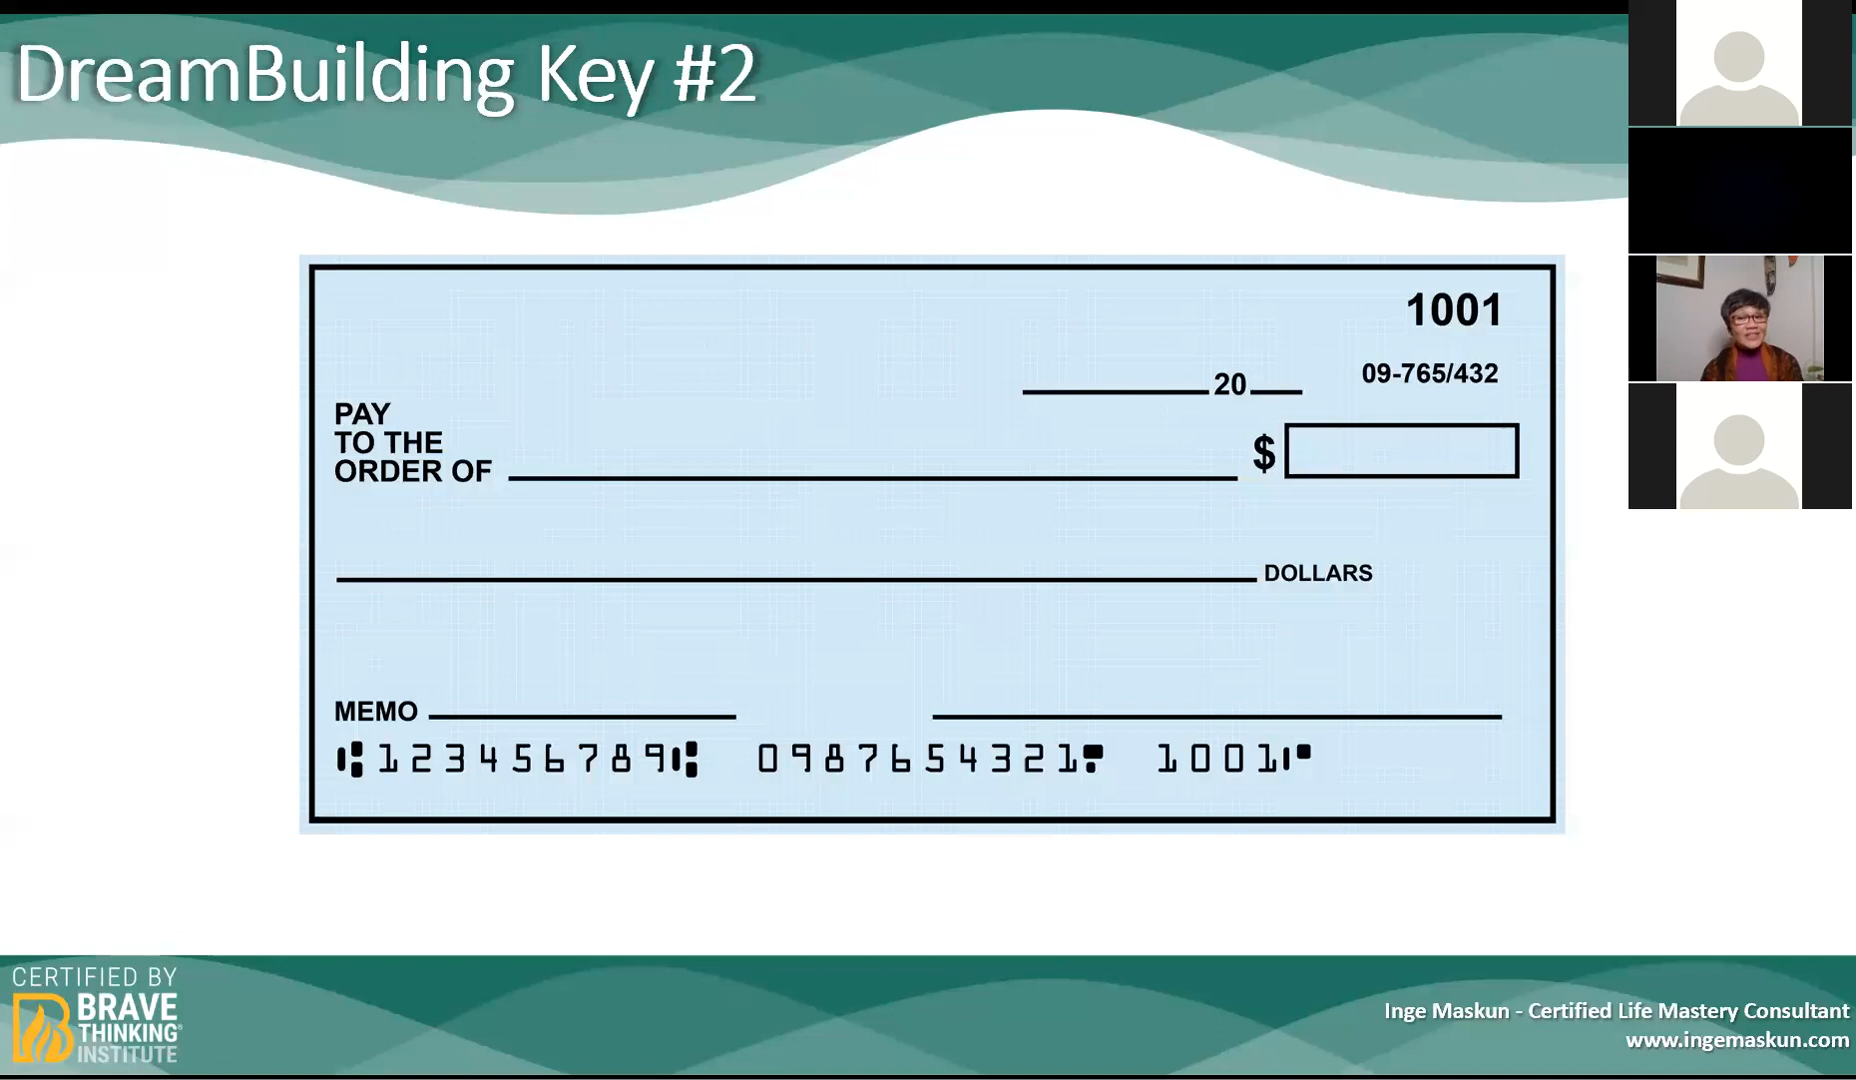 DreamBuilding Key #2
1001
09-765/432
20
PAY
TO THE
ORDER OF
$
DOLLARS
MEMO
⑆123456789⑆ 0987654321⑈ 1001⑈
CERTIFIED BY
BRAVE
THINKING®
INSTITUTE
Inge Maskun - Certified Life Mastery Consultant
www.ingemaskun.com